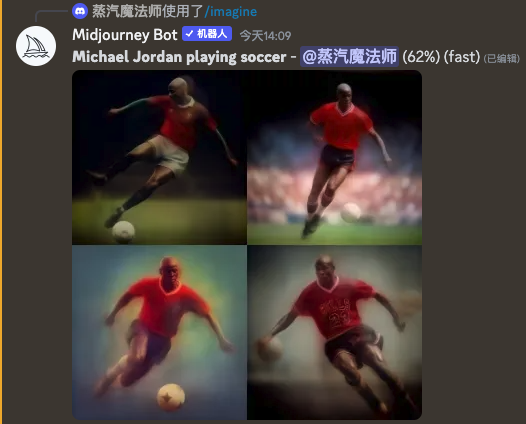 蒸汽魔法师使用了/imagine
Midjourney Bot ✓ 机器人 今天14:09
Michael Jordan playing soccer - @蒸汽魔法师 (62%) (fast) (已编辑)